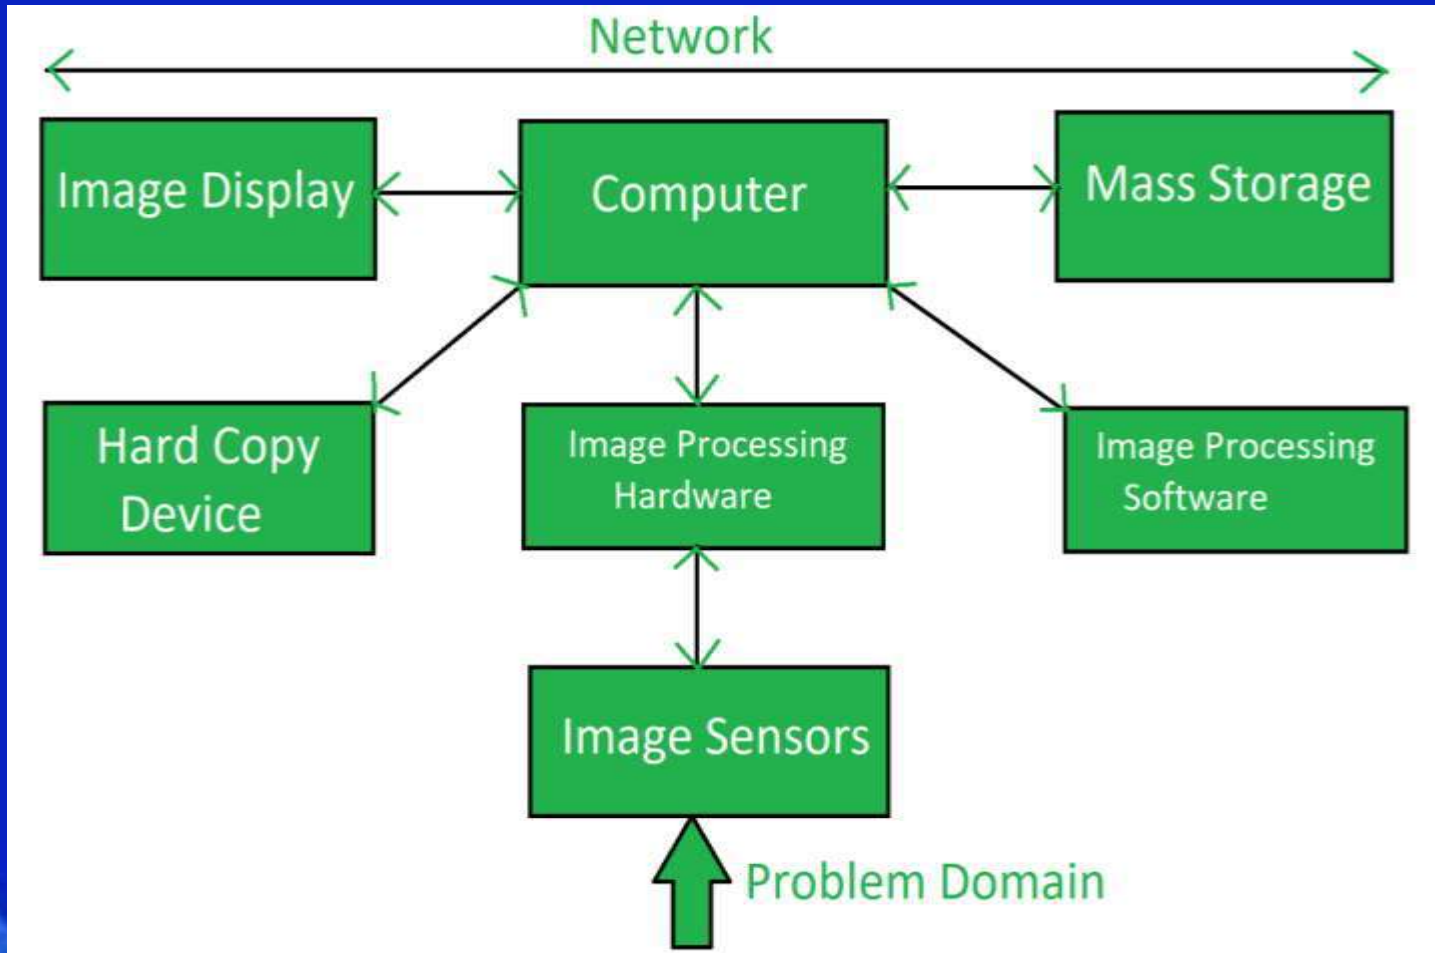 Network
Image Display
Computer
Mass Storage
Hard Copy
Device
Image Processing
Hardware
Image Processing
Software
Image Sensors
Problem Domain